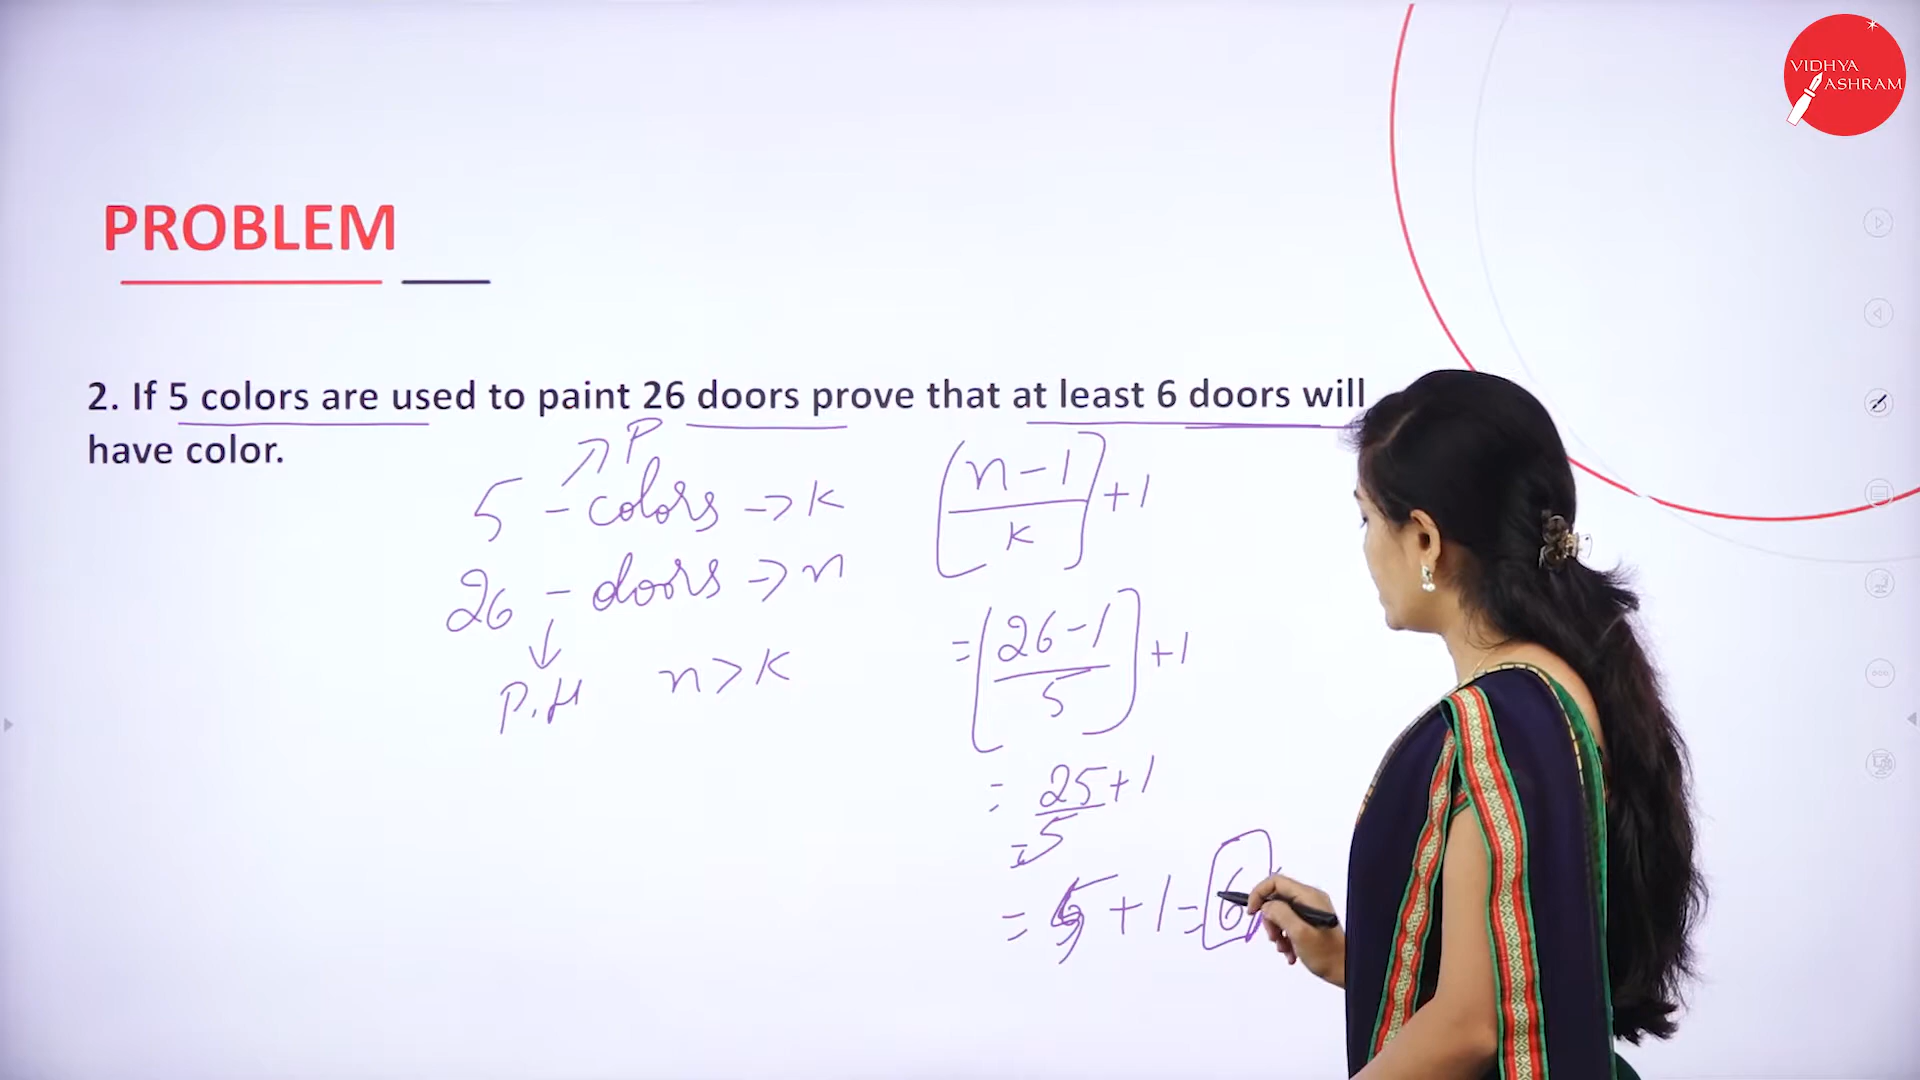 VIDHYA
ASHRAM
PROBLEM
2. If 5 colors are used to paint 26 doors prove that at least 6 doors will
have color.
P
5 - colors -> k
26 - doors -> n
P.H
n > k
[n-1/k] + 1
= [26-1/5] + 1
= 25/5 + 1
= 5 + 1 = 6